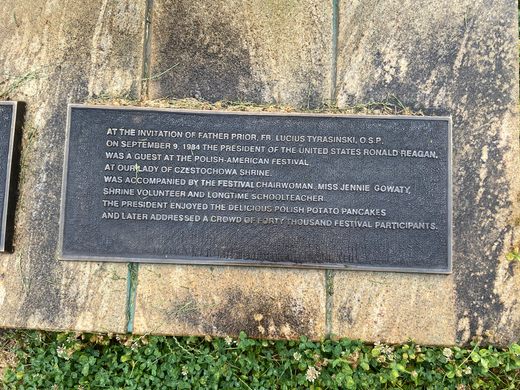 AT THE INVITATION OF FATHER PRIOR, FR. LUCIUS TYRASINSKI, O.S.P.
ON SEPTEMBER 9, 1984 THE PRESIDENT OF THE UNITED STATES RONALD REAGAN,
WAS A GUEST AT THE POLISH-AMERICAN FESTIVAL
AT OUR LADY OF CZESTOCHOWA SHRINE.
WAS ACCOMPANIED BY THE FESTIVAL CHAIRWOMAN, MISS JENNIE GOWATY,
SHRINE VOLUNTEER AND LONGTIME SCHOOLTEACHER.
THE PRESIDENT ENJOYED THE DELICIOUS POLISH POTATO PANCAKES
AND LATER ADDRESSED A CROWD OF FORTY THOUSAND FESTIVAL PARTICIPANTS.